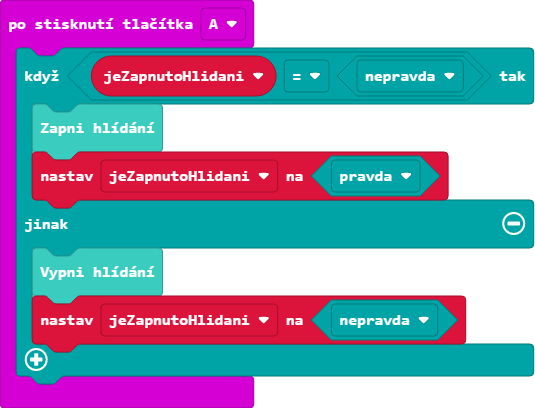 po stisknutí tlačítka A
když jeZapnutoHlidani = nepravda tak
Zapni hlídání
nastav jeZapnutoHlidani na pravda
jinak
Vypni hlídání
nastav jeZapnutoHlidani na nepravda